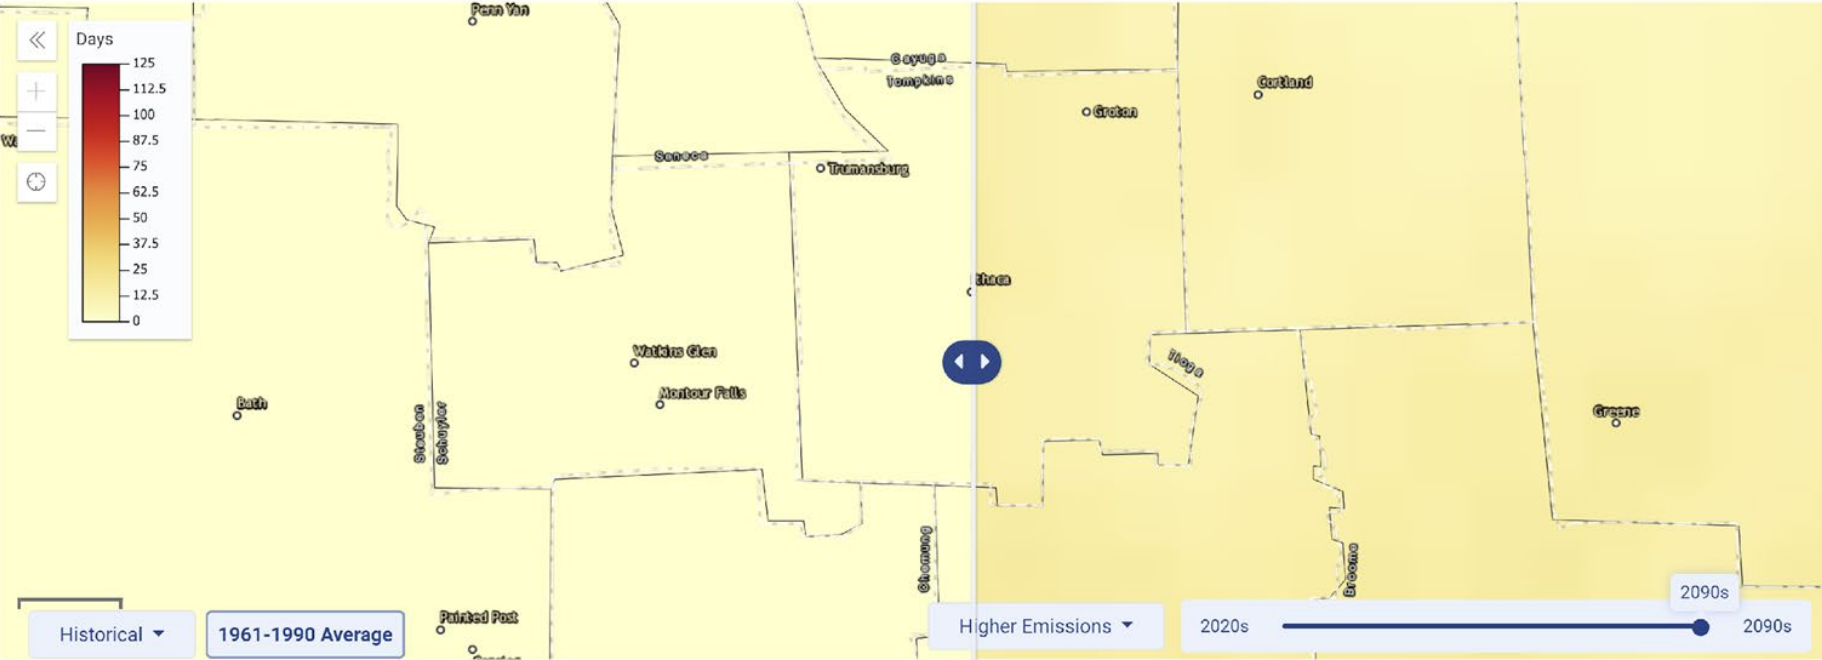 Penn Yan
Days
125
112.5
100
87.5
75
62.5
50
37.5
25
12.5
0
Cayuga
Tompkins
Groton
Cortland
Seneca
Trumansburg
Ithaca
Watkins Glen
Montour Falls
Bath
Steuben
Schuyler
Tioga
Greene
Chemung
Broome
Painted Post
Historical
1961-1990 Average
Higher Emissions
2020s
2090s
2090s